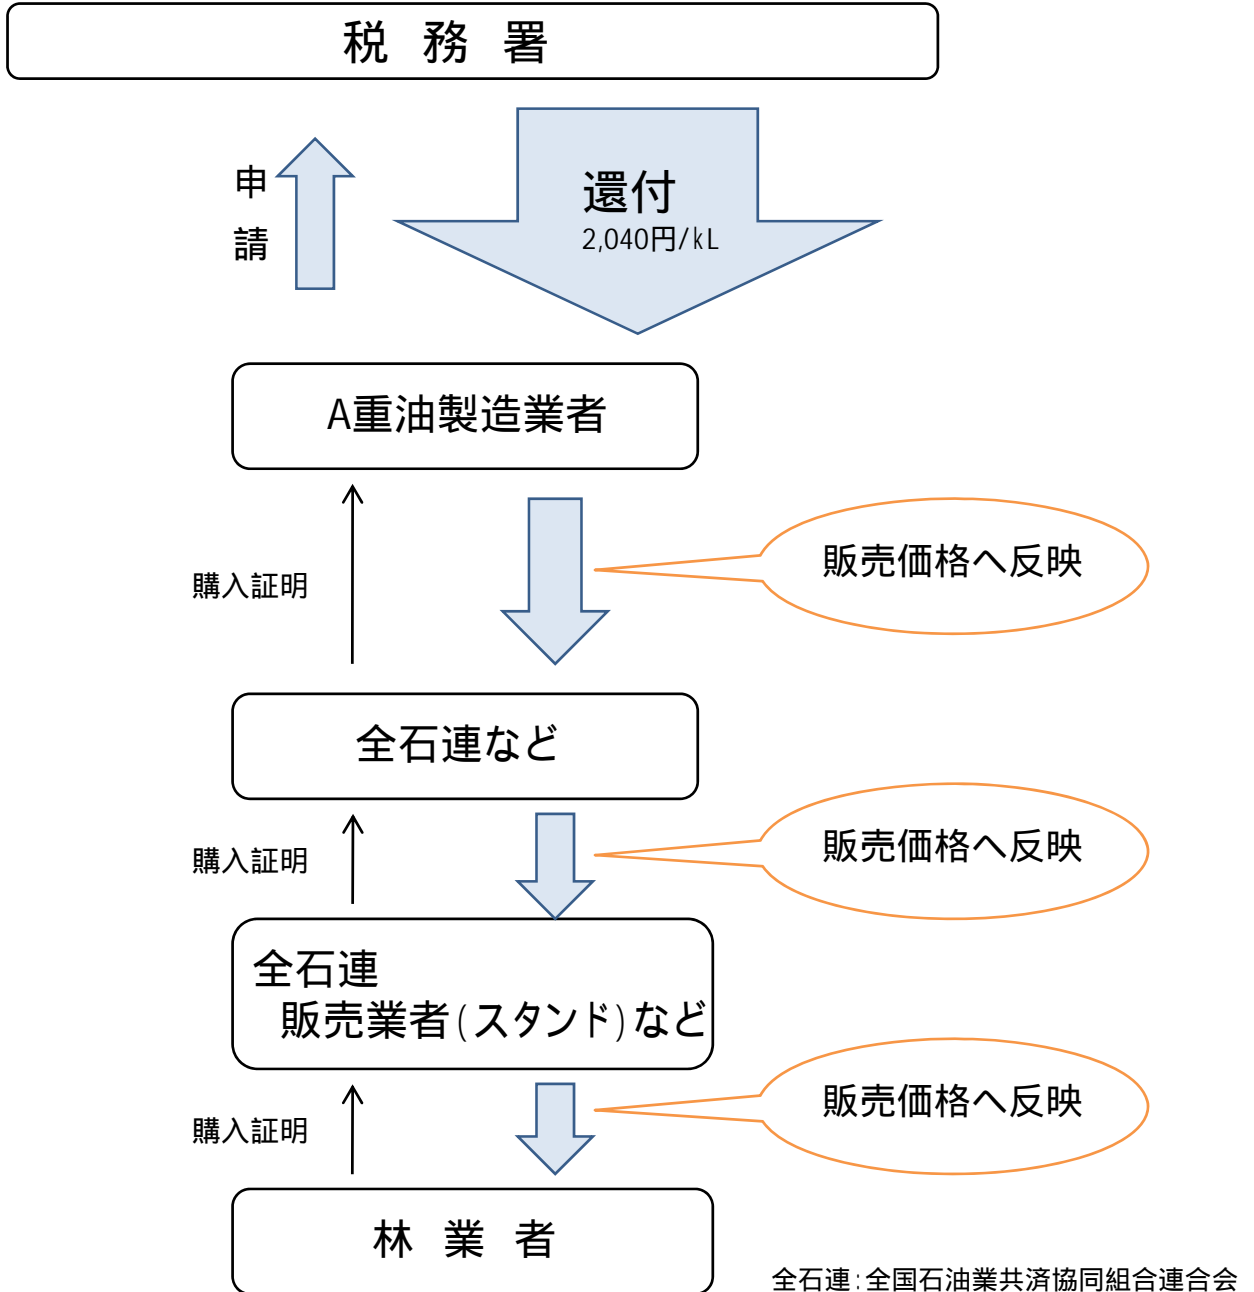 税務署
申
請
還付
2,040円/kL
A重油製造業者
購入証明
販売価格へ反映
全石連など
購入証明
販売価格へ反映
全石連
販売業者(スタンド)など
購入証明
販売価格へ反映
林業者
全石連:全国石油業共済協同組合連合会